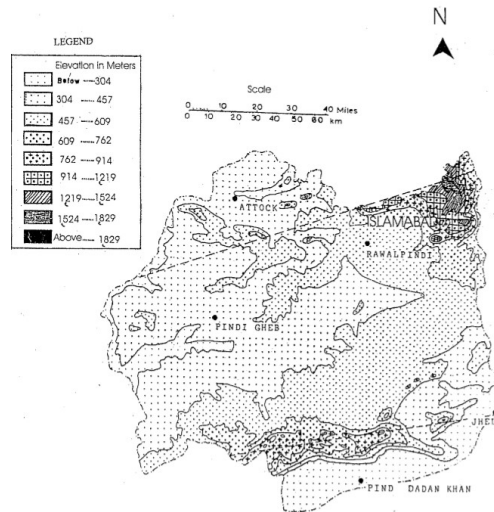 N
LEGEND
Elevation in Meters
Below ---- 304
304 ---- 457
457 ---- 609
609 ---- 762
762 ---- 914
914 ---- 1219
1219 ---- 1524
1524 ---- 1829
Above ---- 1829
Scale
0 10 20 30 40 Miles
0 10 20 30 40 50 60 km
ATTOCK
ISLAMABAD
RAWALPINDI
PINDI GHEB
JHEL
PIND DADAN KHAN